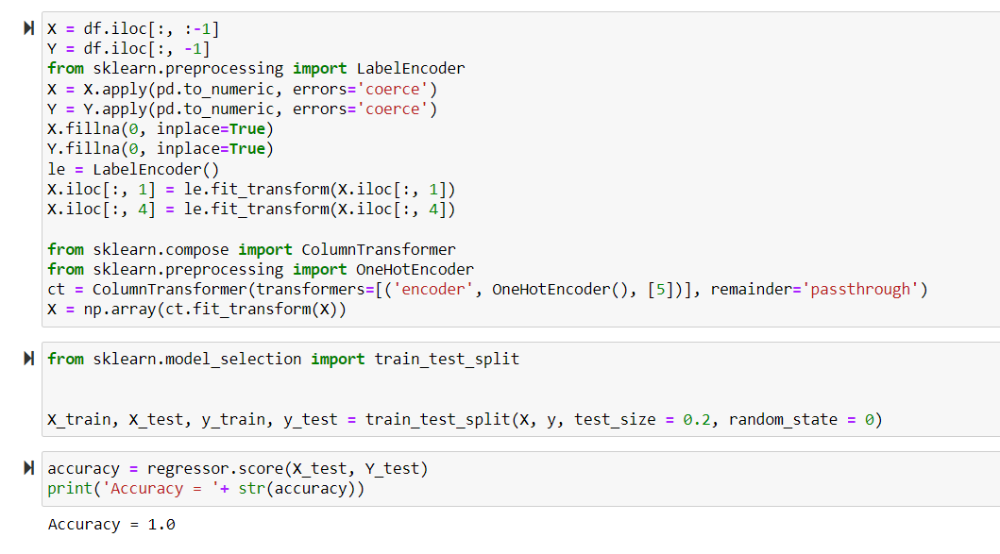 X = df.iloc[:, :-1]
Y = df.iloc[:, -1]
from sklearn.preprocessing import LabelEncoder
X = X.apply(pd.to_numeric, errors='coerce')
Y = Y.apply(pd.to_numeric, errors='coerce')
X.fillna(0, inplace=True)
Y.fillna(0, inplace=True)
le = LabelEncoder()
X.iloc[:, 1] = le.fit_transform(X.iloc[:, 1])
X.iloc[:, 4] = le.fit_transform(X.iloc[:, 4])
from sklearn.compose import ColumnTransformer
from sklearn.preprocessing import OneHotEncoder
ct = ColumnTransformer(transformers=[('encoder', OneHotEncoder(), [5])], remainder='passthrough')
X = np.array(ct.fit_transform(X))
from sklearn.model_selection import train_test_split
X_train, X_test, y_train, y_test = train_test_split(X, y, test_size = 0.2, random_state = 0)
accuracy = regressor.score(X_test, Y_test)
print('Accuracy = '+ str(accuracy))
Accuracy = 1.0